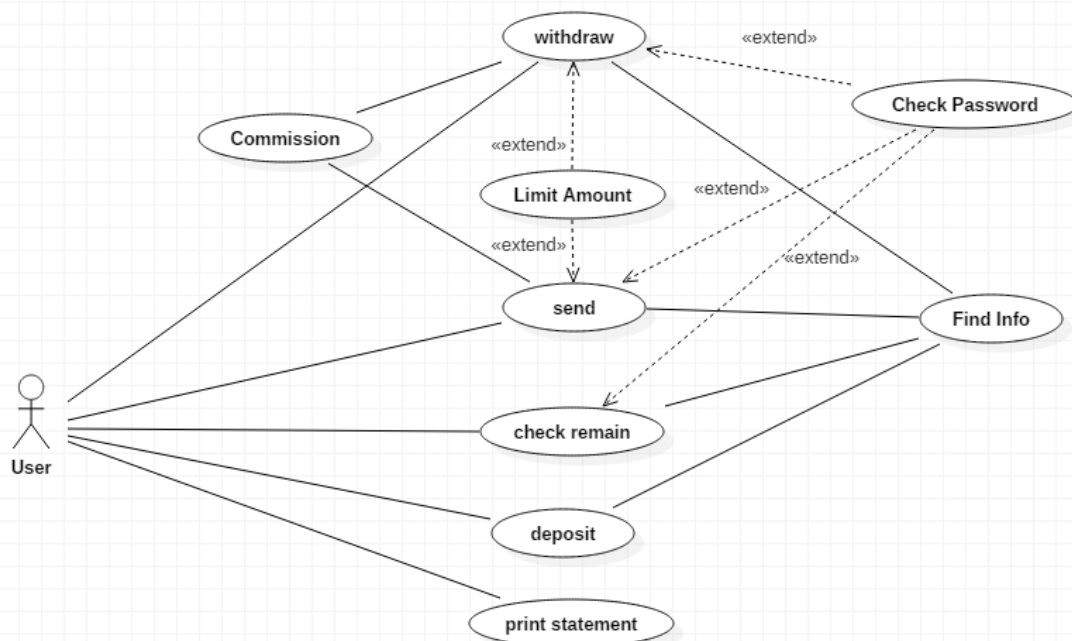 withdraw
«extend»
Check Password
Commission
«extend»
Limit Amount
«extend»
«extend»
«extend»
send
Find Info
check remain
User
deposit
print statement